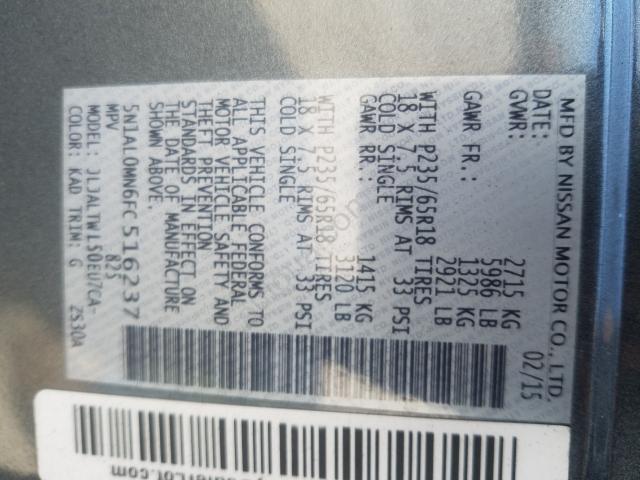 MFD BY NISSAN MOTOR CO., LTD.
DATE: 02/15
GVWR: 2715 KG
5986 LB
GAWR FR.: 1325 KG
2921 LB
WITH P235/65R18 TIRES
18 X 7.5 RIMS AT 33 PSI
COLD SINGLE
GAWR RR.: 1415 KG
3120 LB
WITH P235/65R18 TIRES
18 X 7.5 RIMS AT 33 PSI
COLD SINGLE
THIS VEHICLE CONFORMS TO
ALL APPLICABLE FEDERAL
MOTOR VEHICLE SAFETY AND
THEFT PREVENTION
STANDARDS IN EFFECT ON
THE DATE OF MANUFACTURE
SHOWN ABOVE.
5N1AL0MN6FC516237
MPV 825
MODEL: JLJALTWL50EU7CA-
COLOR: KAD TRIM: G 2S30A